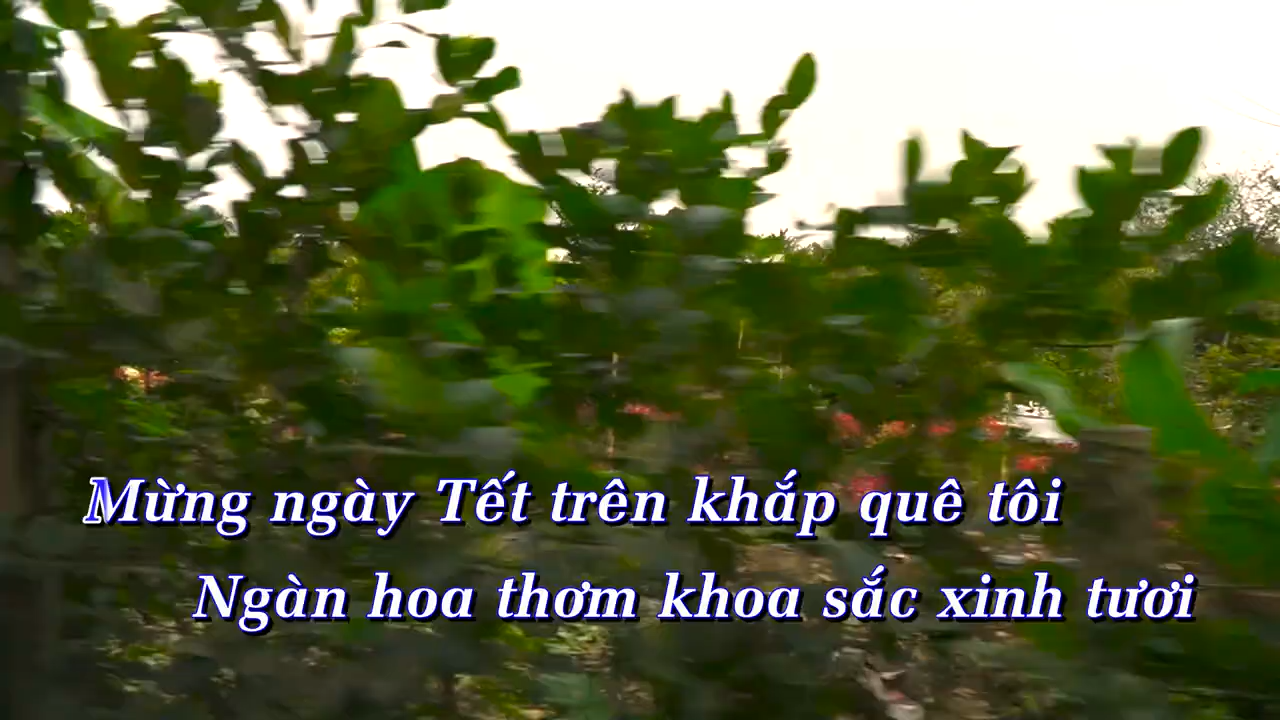 Mừng ngày Tết trên khắp quê tôi
Ngàn hoa thơm khoa sắc xinh tươi